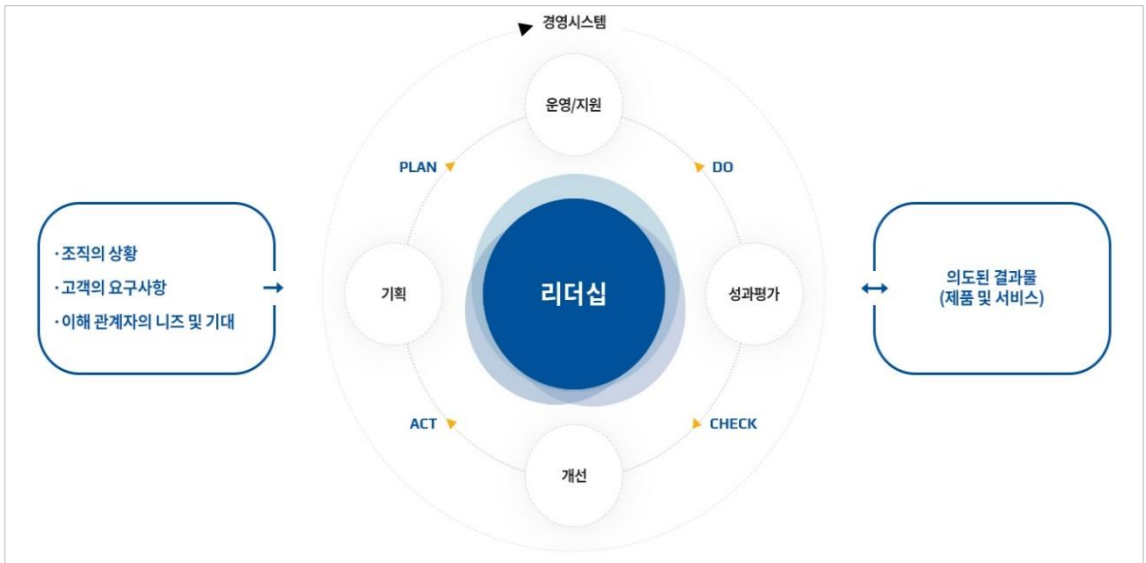 경영시스템
운영/지원
PLAN
DO
· 조직의 상황
· 고객의 요구사항
· 이해 관계자의 니즈 및 기대
기획
리더십
성과평가
의도된 결과물
(제품 및 서비스)
ACT
CHECK
개선